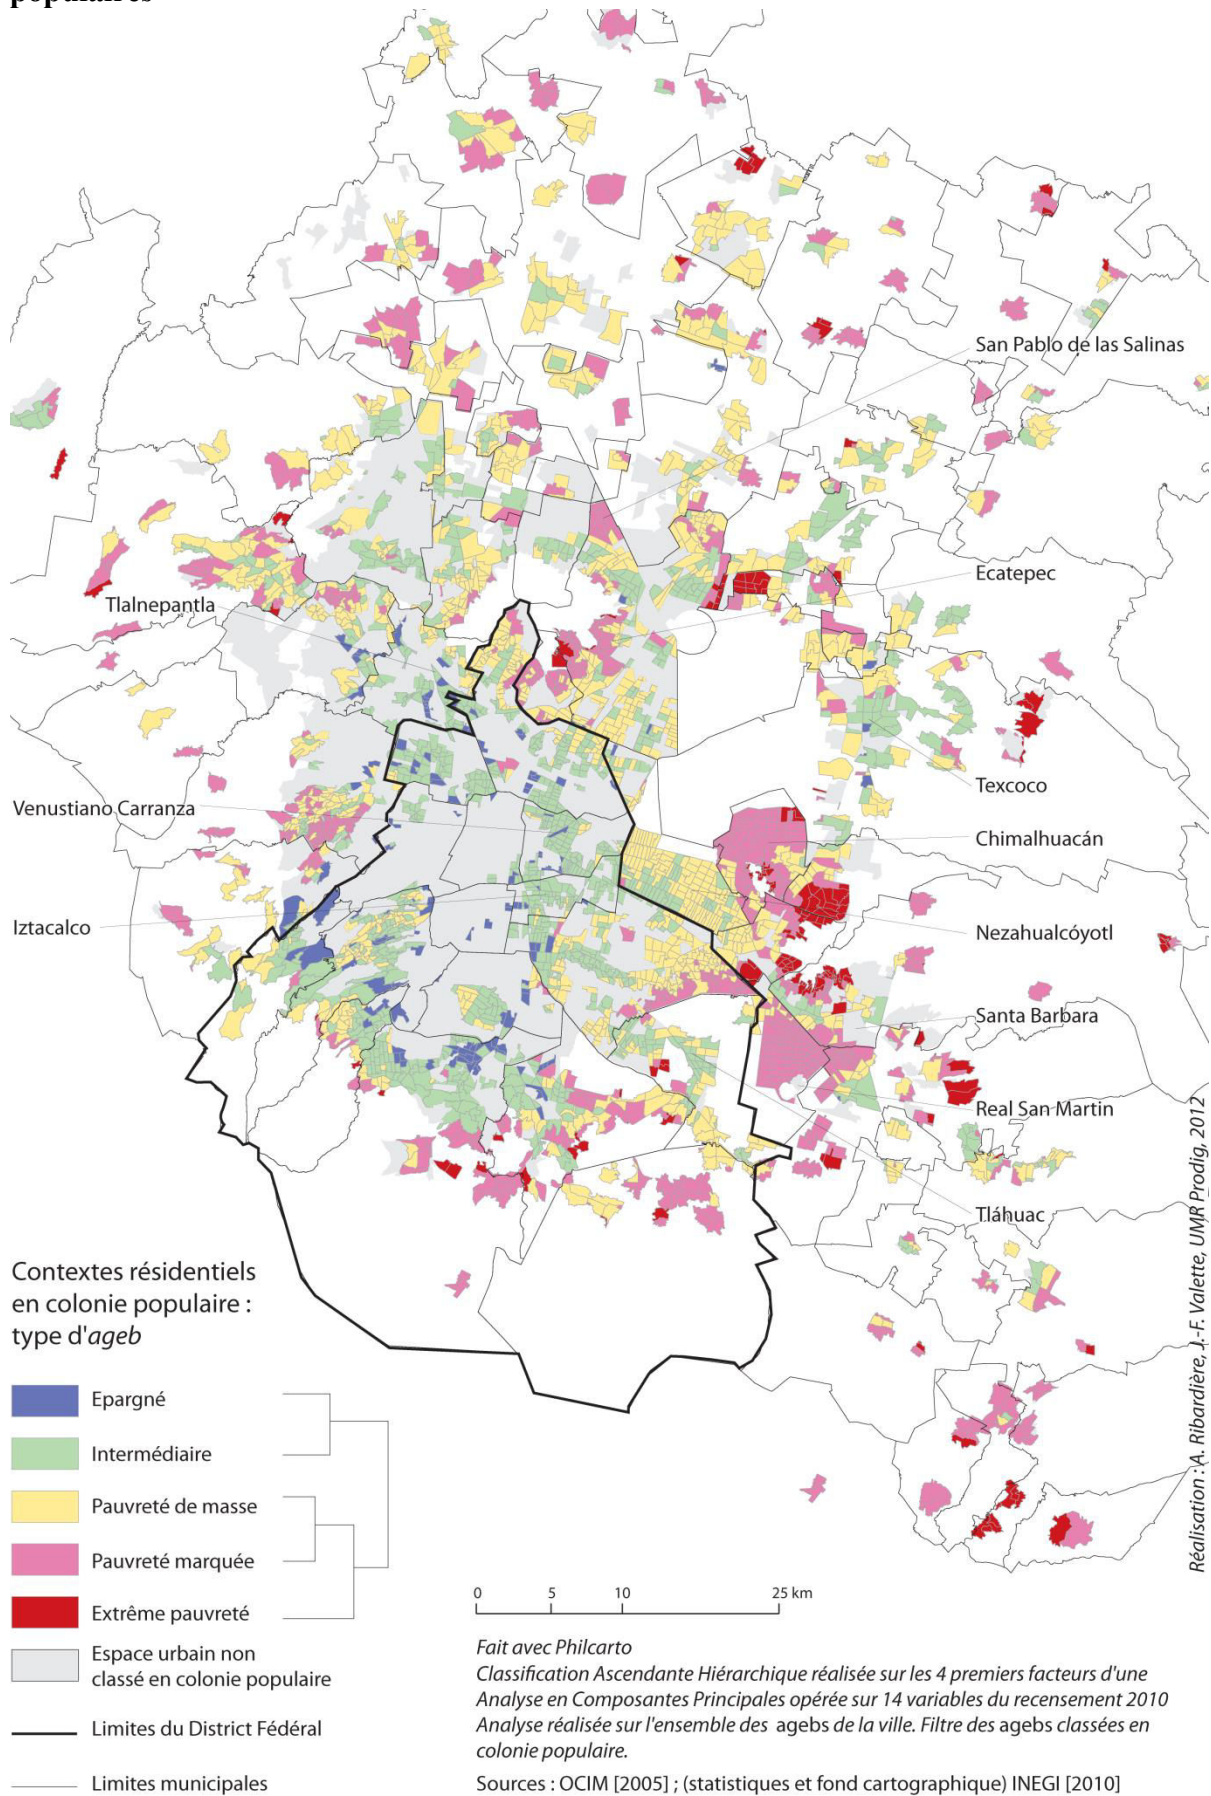 populaires
San Pablo de las Salinas
Ecatepec
Tlalnepantla
Texcoco
Venustiano Carranza
Chimalhuacán
Iztacalco
Nezahualcóyotl
Santa Barbara
Real San Martin
Tláhuac
Contextes résidentiels
en colonie populaire :
type d'ageb
Epargné
Intermédiaire
Pauvreté de masse
Pauvreté marquée
Extrême pauvreté
Espace urbain non
classé en colonie populaire
Limites du District Fédéral
Limites municipales
0 5 10 25 km
Fait avec Philcarto
Classification Ascendante Hiérarchique réalisée sur les 4 premiers facteurs d'une
Analyse en Composantes Principales opérée sur 14 variables du recensement 2010
Analyse réalisée sur l'ensemble des agebs de la ville. Filtre des agebs classées en
colonie populaire.
Sources : OCIM [2005] ; (statistiques et fond cartographique) INEGI [2010]
Réalisation : A. Ribardière, J.-F. Valette, UMR Prodig, 2012